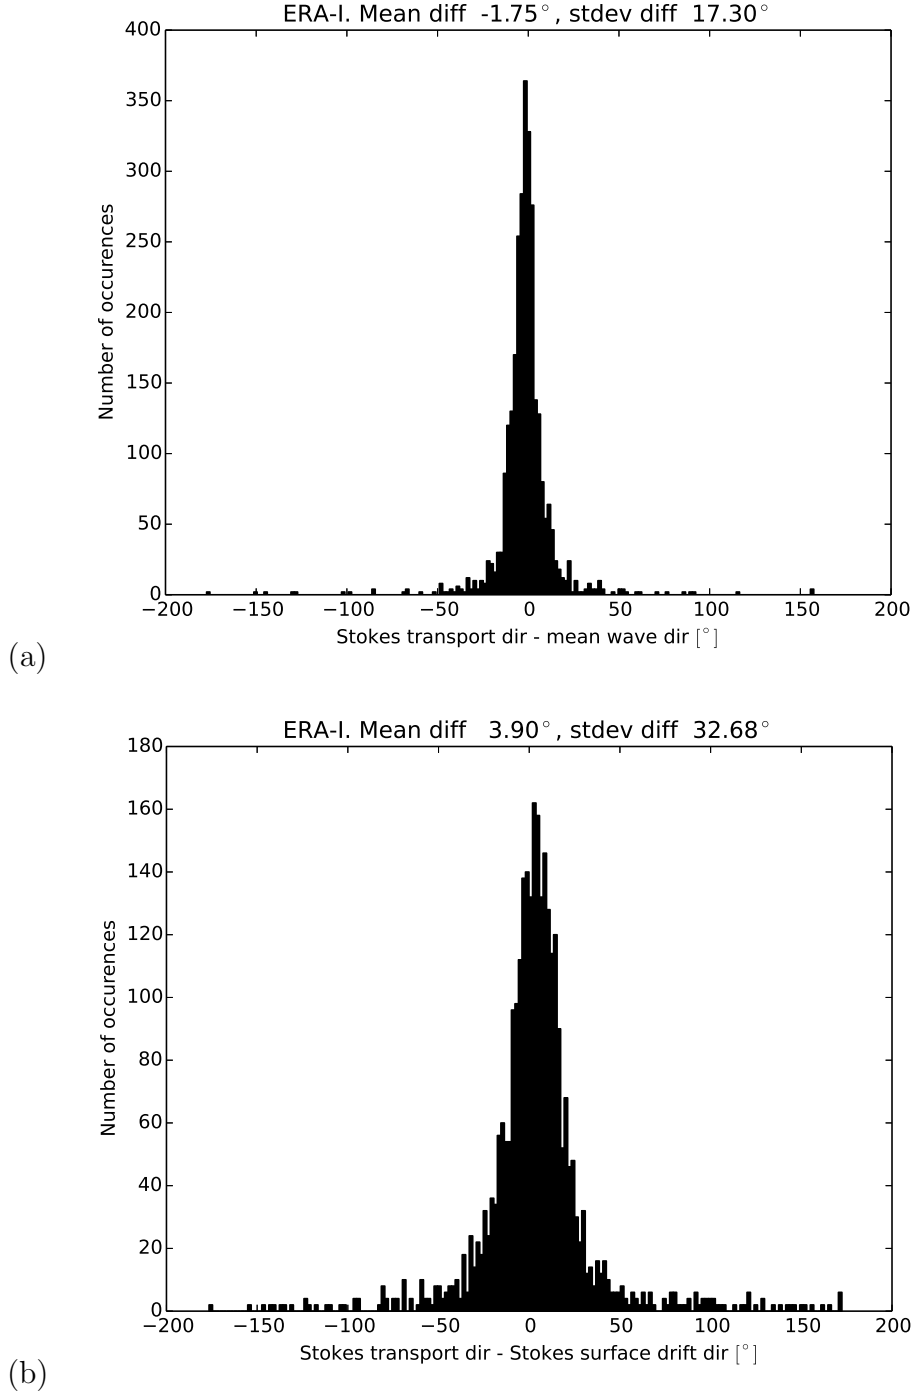 ERA-I. Mean diff -1.75°, stdev diff 17.30°
400
350
300
250
200
150
100
50
0
Number of occurences
−200 −150 −100 −50 0 50 100 150 200
Stokes transport dir - mean wave dir [°]
(a)
ERA-I. Mean diff 3.90°, stdev diff 32.68°
180
160
140
120
100
80
60
40
20
0
Number of occurences
−200 −150 −100 −50 0 50 100 150 200
Stokes transport dir - Stokes surface drift dir [°]
(b)